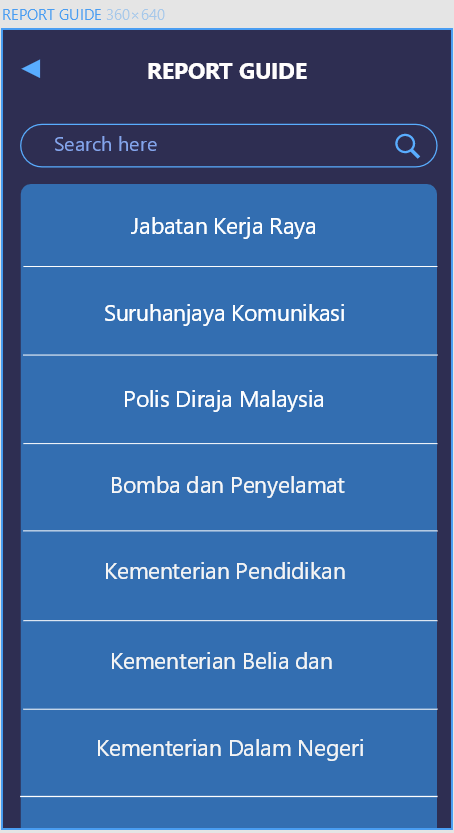 REPORT GUIDE 360×640
REPORT GUIDE
Search here
Jabatan Kerja Raya
Suruhanjaya Komunikasi
Polis Diraja Malaysia
Bomba dan Penyelamat
Kementerian Pendidikan
Kementerian Belia dan
Kementerian Dalam Negeri